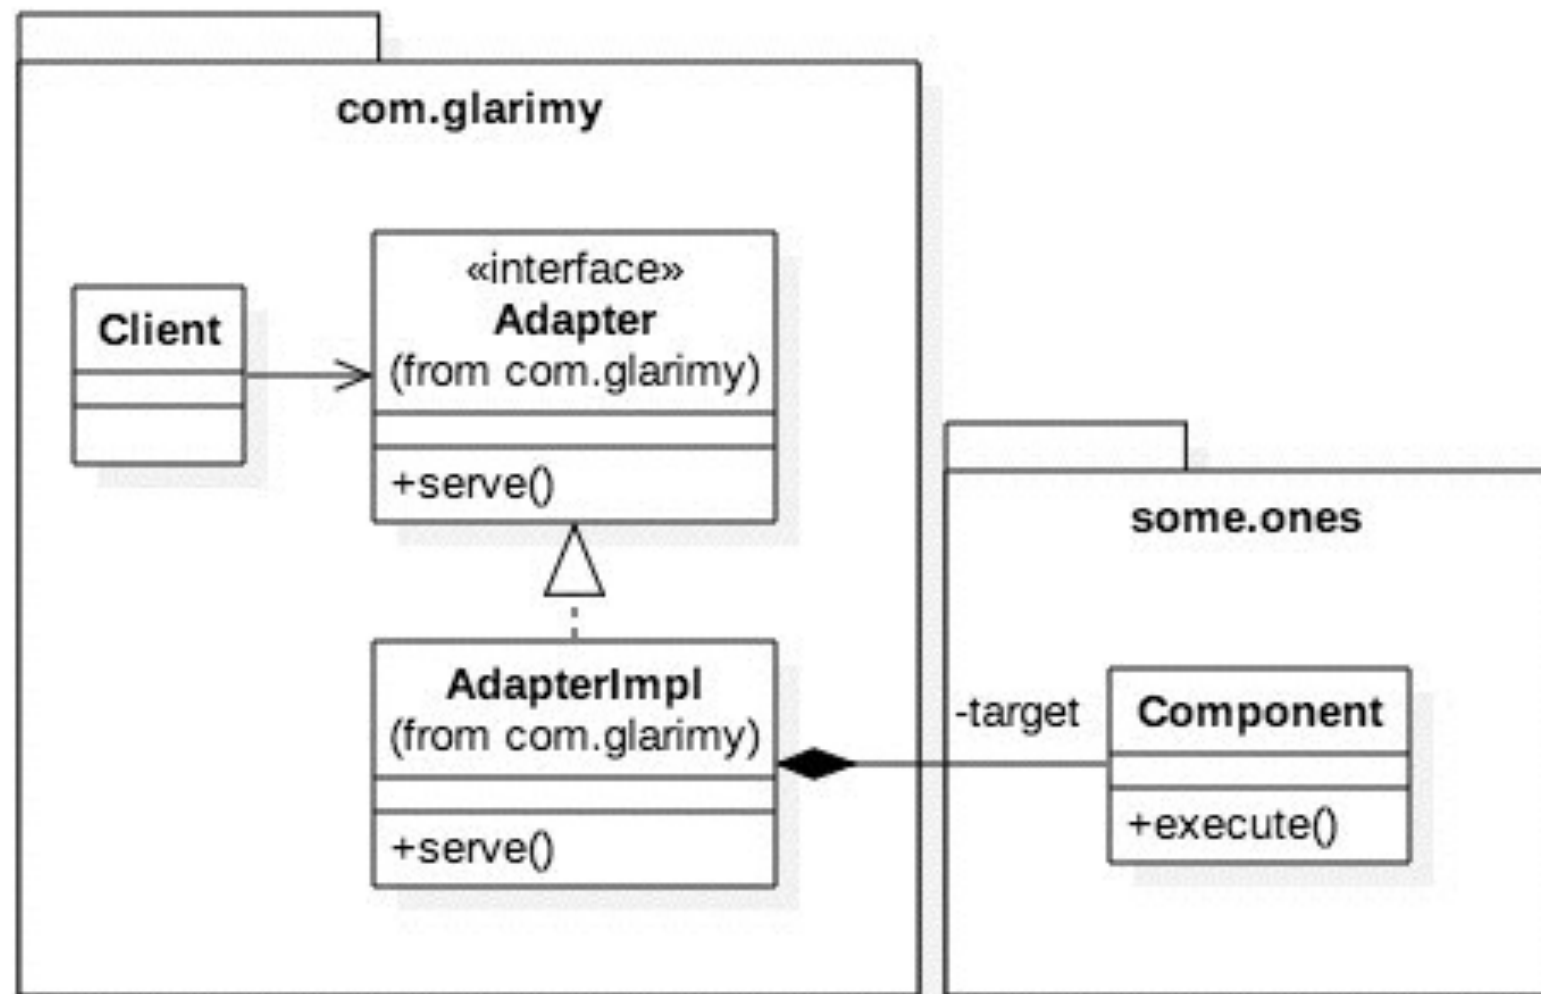 com.glarimy
«interface»
Adapter
(from com.glarimy)
Client
+serve()
some.ones
AdapterImpl
(from com.glarimy)
+serve()
-target
Component
+execute()